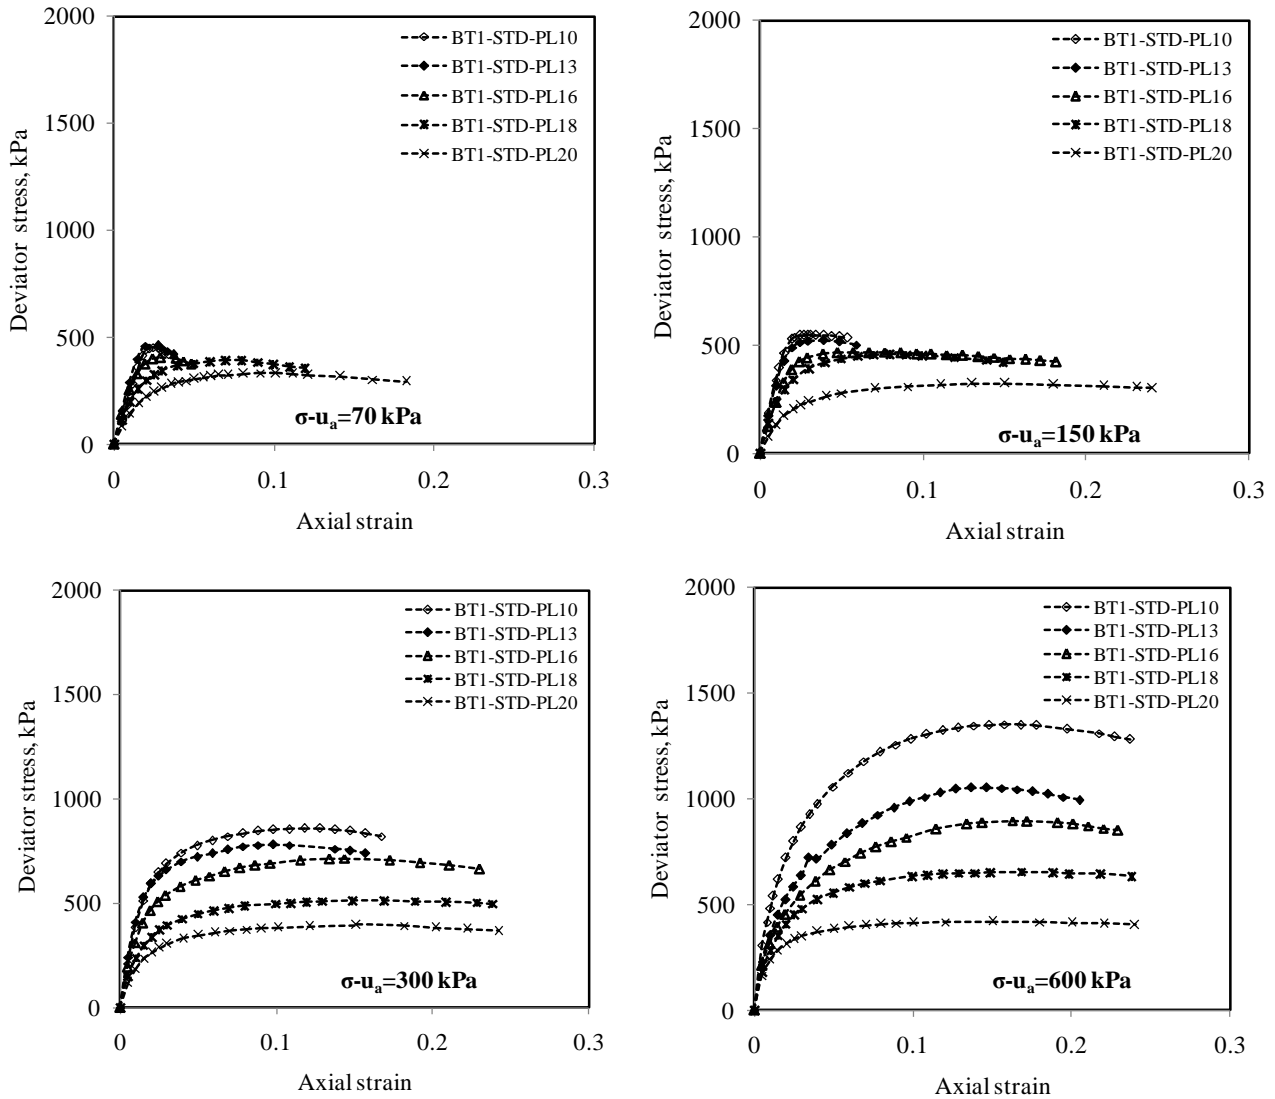 2000
1500
1000
500
0
Deviator stress, kPa
BT1-STD-PL10
BT1-STD-PL13
BT1-STD-PL16
BT1-STD-PL18
BT1-STD-PL20
σ-uₐ=70 kPa
0 0.1 0.2 0.3
Axial strain
2000
1500
1000
500
0
Deviator stress, kPa
BT1-STD-PL10
BT1-STD-PL13
BT1-STD-PL16
BT1-STD-PL18
BT1-STD-PL20
σ-uₐ=150 kPa
0 0.1 0.2 0.3
Axial strain
2000
1500
1000
500
0
Deviator stress, kPa
BT1-STD-PL10
BT1-STD-PL13
BT1-STD-PL16
BT1-STD-PL18
BT1-STD-PL20
σ-uₐ=300 kPa
0 0.1 0.2 0.3
Axial strain
2000
1500
1000
500
0
Deviator stress, kPa
BT1-STD-PL10
BT1-STD-PL13
BT1-STD-PL16
BT1-STD-PL18
BT1-STD-PL20
σ-uₐ=600 kPa
0 0.1 0.2 0.3
Axial strain